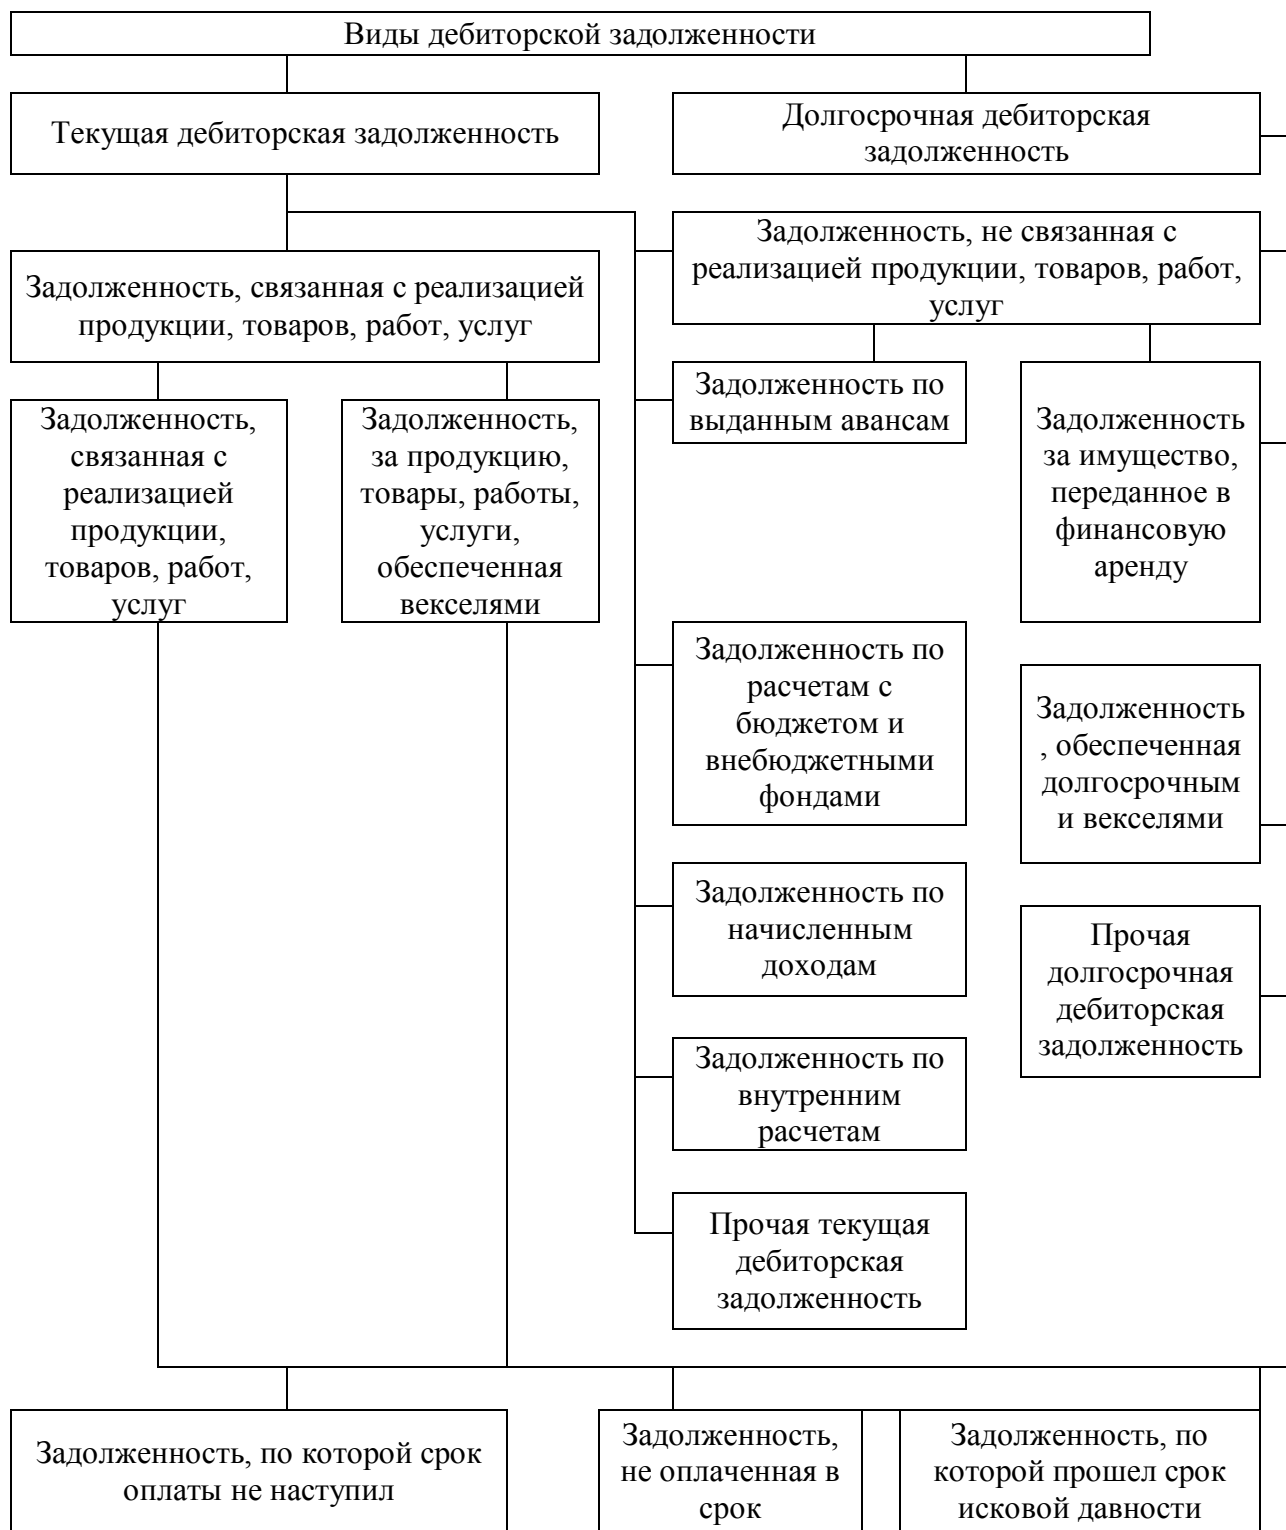 Виды дебиторской задолженности
Текущая дебиторская задолженность
Долгосрочная дебиторская
задолженность
Задолженность, не связанная с
реализацией продукции, товаров, работ,
услуг
Задолженность, связанная с реализацией
продукции, товаров, работ, услуг
Задолженность,
связанная с
реализацией
продукции,
товаров, работ,
услуг
Задолженность,
за продукцию,
товары, работы,
услуги,
обеспеченная
векселями
Задолженность по
выданным авансам
Задолженность
за имущество,
переданное в
финансовую
аренду
Задолженность по
расчетам с
бюджетом и
внебюджетными
фондами
Задолженность
, обеспеченная
долгосрочным
и векселями
Задолженность по
начисленным
доходам
Прочая
долгосрочная
дебиторская
задолженность
Задолженность по
внутренним
расчетам
Прочая текущая
дебиторская
задолженность
Задолженность, по которой срок
оплаты не наступил
Задолженность,
не оплаченная в
срок
Задолженность, по
которой прошел срок
исковой давности